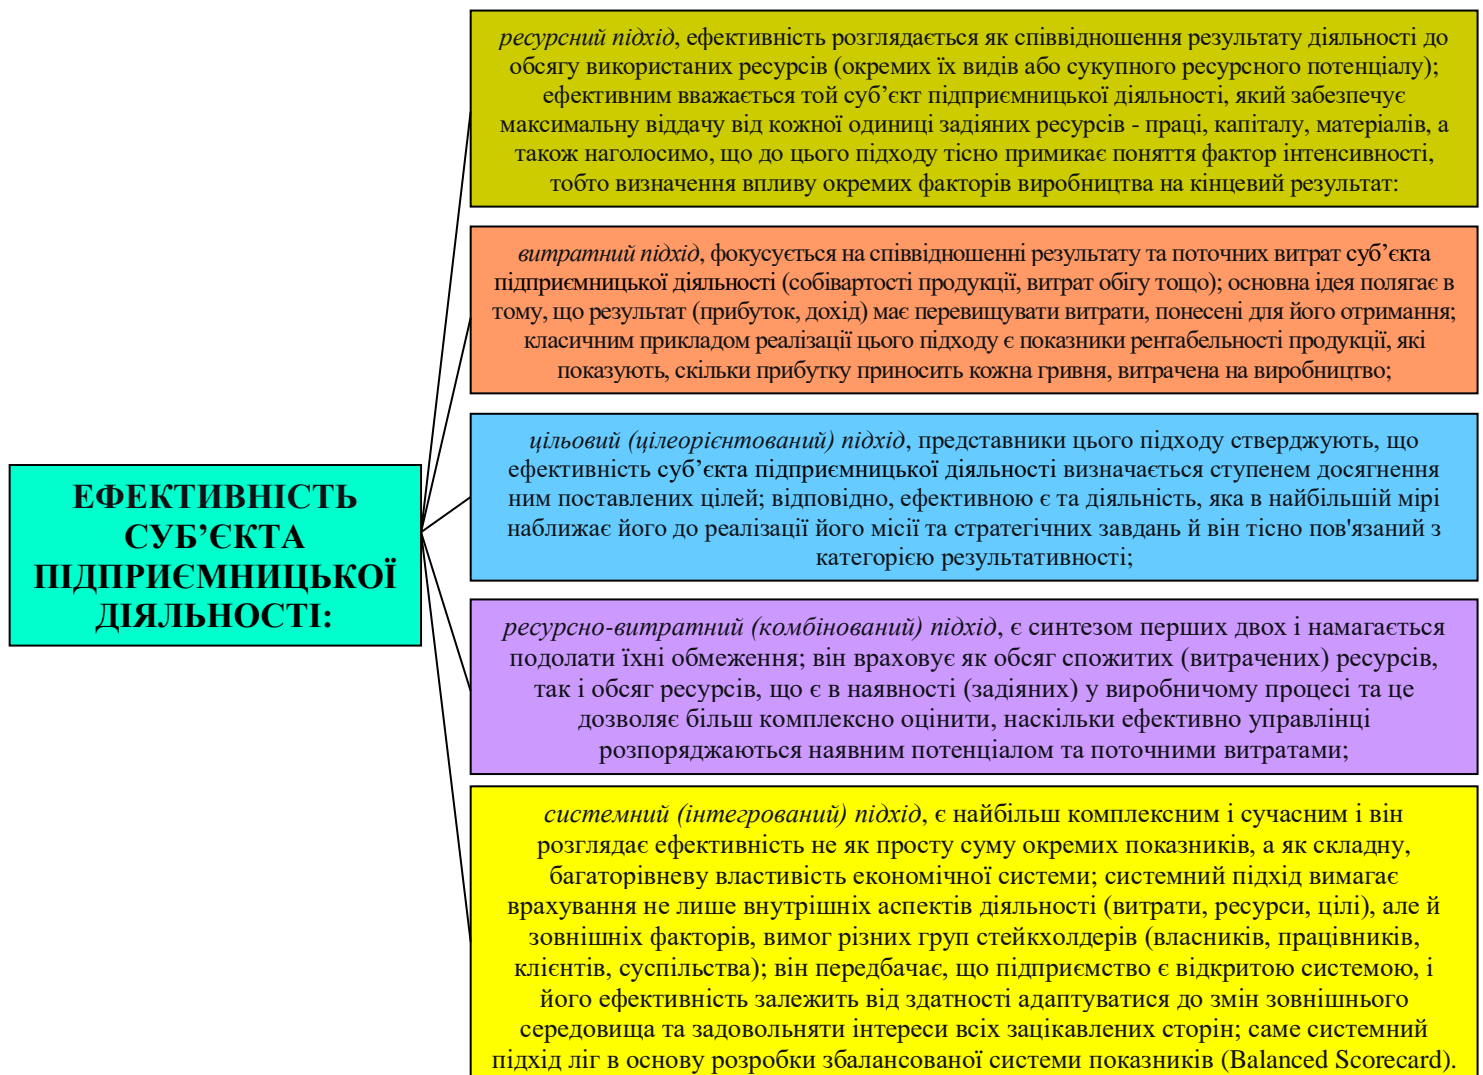 ЕФЕКТИВНІСТЬ
СУБ’ЄКТА
ПІДПРИЄМНИЦЬКОЇ
ДІЯЛЬНОСТІ:
ресурсний підхід, ефективність розглядається як співвідношення результату діяльності до
обсягу використаних ресурсів (окремих їх видів або сукупного ресурсного потенціалу);
ефективним вважається той суб’єкт підприємницької діяльності, який забезпечує
максимальну віддачу від кожної одиниці задіяних ресурсів - праці, капіталу, матеріалів, а
також наголосимо, що до цього підходу тісно примикає поняття фактор інтенсивності,
тобто визначення впливу окремих факторів виробництва на кінцевий результат:
витратний підхід, фокусується на співвідношенні результату та поточних витрат суб’єкта
підприємницької діяльності (собівартості продукції, витрат обігу тощо); основна ідея полягає в
тому, що результат (прибуток, дохід) має перевищувати витрати, понесені для його отримання;
класичним прикладом реалізації цього підходу є показники рентабельності продукції, які
показують, скільки прибутку приносить кожна гривня, витрачена на виробництво;
цільовий (цілеорієнтований) підхід, представники цього підходу стверджують, що
ефективність суб’єкта підприємницької діяльності визначається ступенем досягнення
ним поставлених цілей; відповідно, ефективною є та діяльність, яка в найбільшій мірі
наближає його до реалізації його місії та стратегічних завдань й він тісно пов'язаний з
категорією результативності;
ресурсно-витратний (комбінований) підхід, є синтезом перших двох і намагається
подолати їхні обмеження; він враховує як обсяг спожитих (витрачених) ресурсів,
так і обсяг ресурсів, що є в наявності (задіяних) у виробничому процесі та це
дозволяє більш комплексно оцінити, наскільки ефективно управлінці
розпоряджаються наявним потенціалом та поточними витратами;
системний (інтегрований) підхід, є найбільш комплексним і сучасним і він
розглядає ефективність не як просту суму окремих показників, а як складну,
багаторівневу властивість економічної системи; системний підхід вимагає
врахування не лише внутрішніх аспектів діяльності (витрати, ресурси, цілі), але й
зовнішніх факторів, вимог різних груп стейкхолдерів (власників, працівників,
клієнтів, суспільства); він передбачає, що підприємство є відкритою системою, і
його ефективність залежить від здатності адаптуватися до змін зовнішнього
середовища та задовольняти інтереси всіх зацікавлених сторін; саме системний
підхід ліг в основу розробки збалансованої системи показників (Balanced Scorecard).